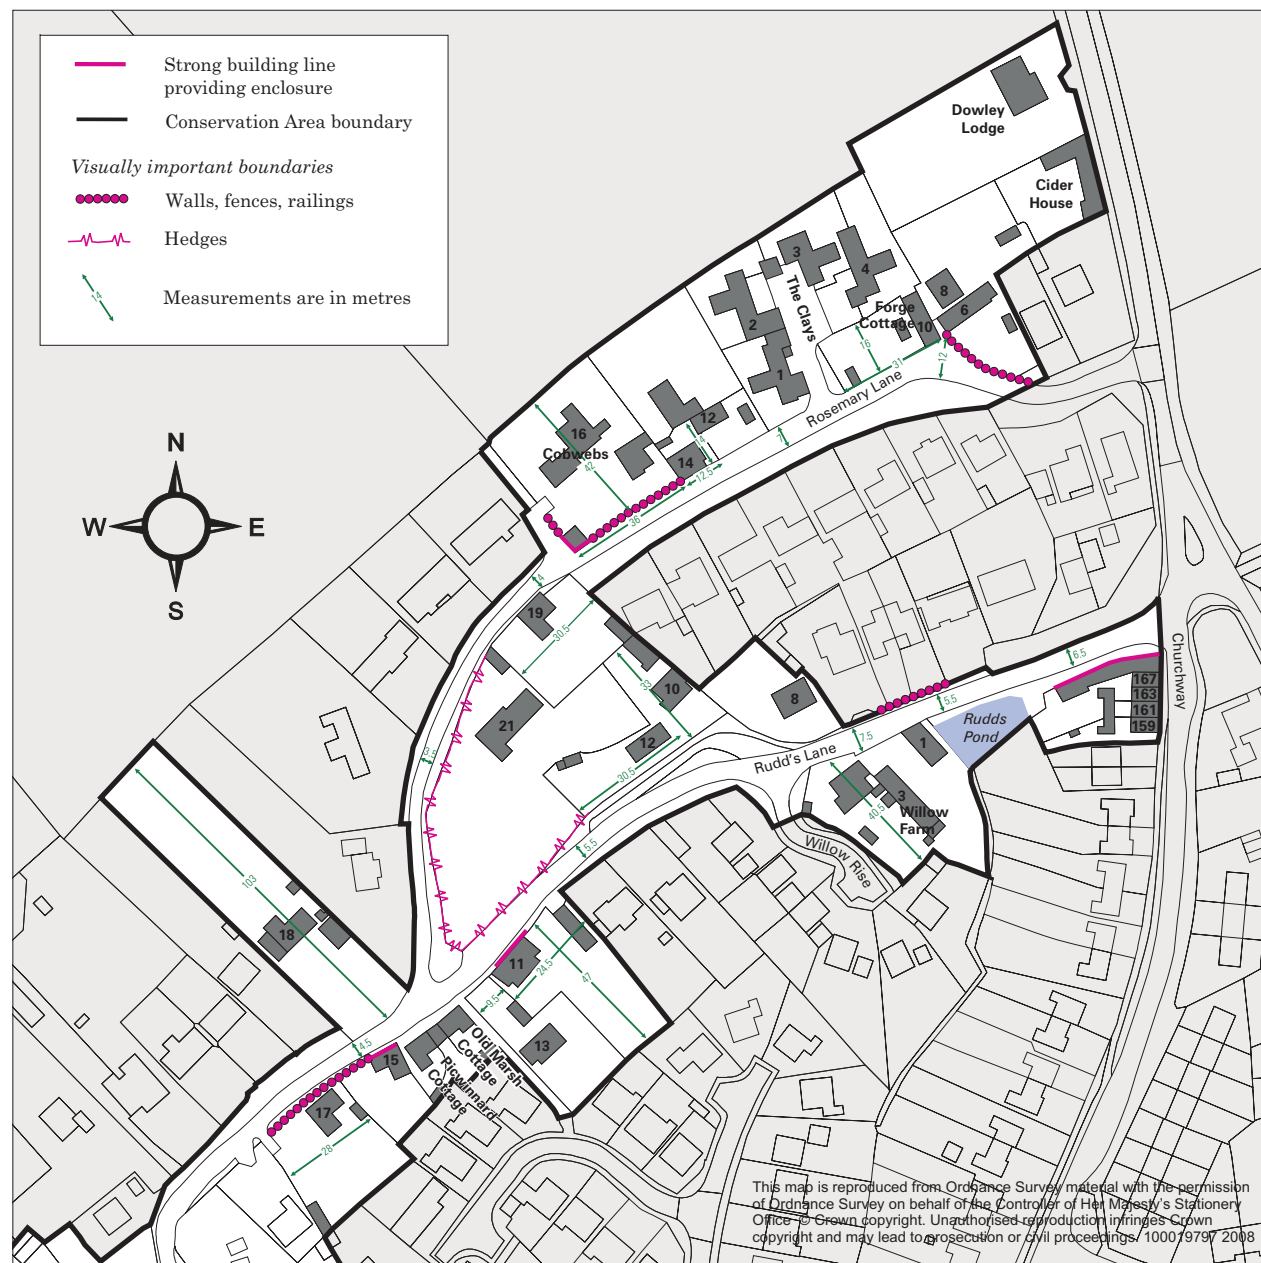 Strong building line
providing enclosure
Conservation Area boundary
Visually important boundaries
Walls, fences, railings
Hedges
14
Measurements are in metres
N
W
E
S
Dowley
Lodge
Cider
House
3
4
The Clays
8
6
Forge
Cottage
10
2
1
16
31
12
Rosemary Lane
7
16
Cobwebs
42
12
14
14
12.5
36
4
19
30.5
33
10
21
12
30.5
3.5
8
Rudd's Lane
7.5
5.5
6.5
Rudds
Pond
1
3
Willow
Farm
40.5
Willow Rise
Churchway
167
163
161
159
5.5
103
18
11
24.5
47
9.5
13
Old Marsh
Cottage
Picwinnard
Cottage
4.5
15
17
28
This map is reproduced from Ordnance Survey material with the permission
of Ordnance Survey on behalf of the Controller of Her Majesty's Stationery
Office © Crown copyright. Unauthorised reproduction infringes Crown
copyright and may lead to prosecution or civil proceedings. 100019797 2008